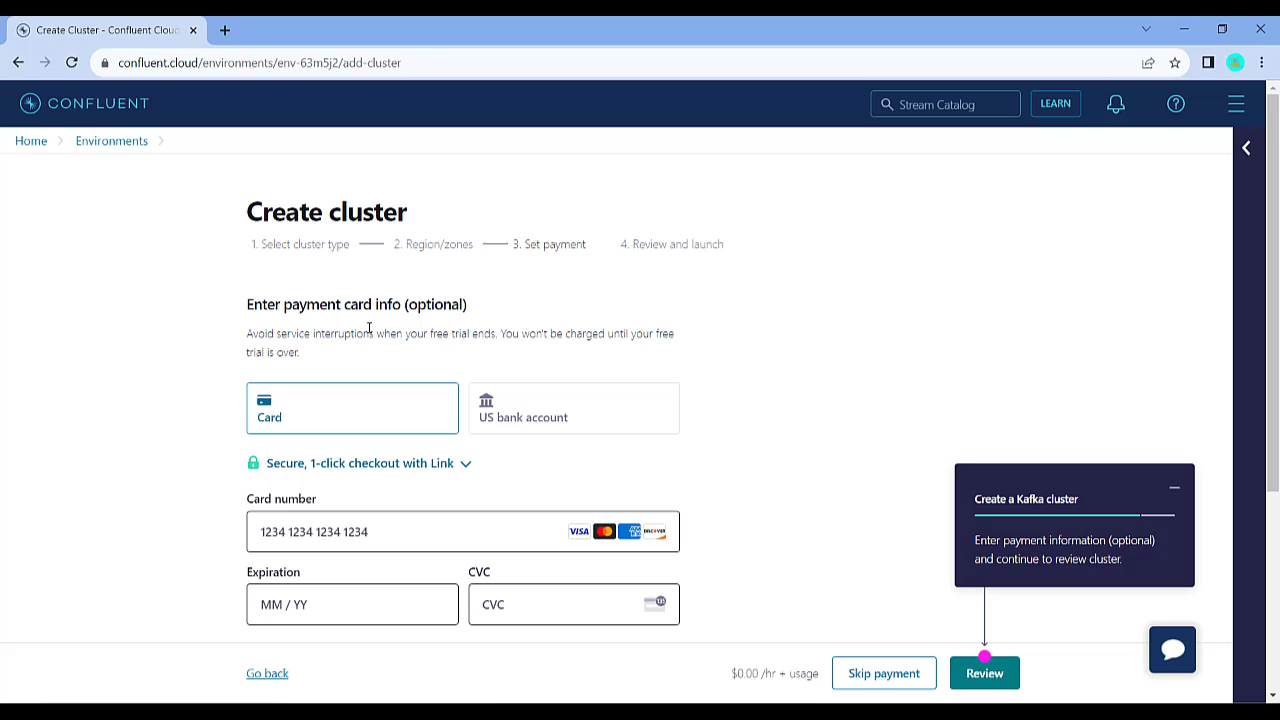 Create Cluster - Confluent Cloud
confluent.cloud/environments/env-63m5j2/add-cluster
CONFLUENT
Stream Catalog
LEARN
Home
Environments
Create cluster
1. Select cluster type
2. Region/zones
3. Set payment
4. Review and launch
Enter payment card info (optional)
Avoid service interruptions when your free trial ends. You won't be charged until your free
trial is over.
Card
US bank account
Secure, 1-click checkout with Link
Card number
1234 1234 1234 1234
VISA
DISCOVER
Expiration
CVC
MM / YY
CVC
Create a Kafka cluster
Enter payment information (optional)
and continue to review cluster.
Go back
$0.00 /hr + usage
Skip payment
Review